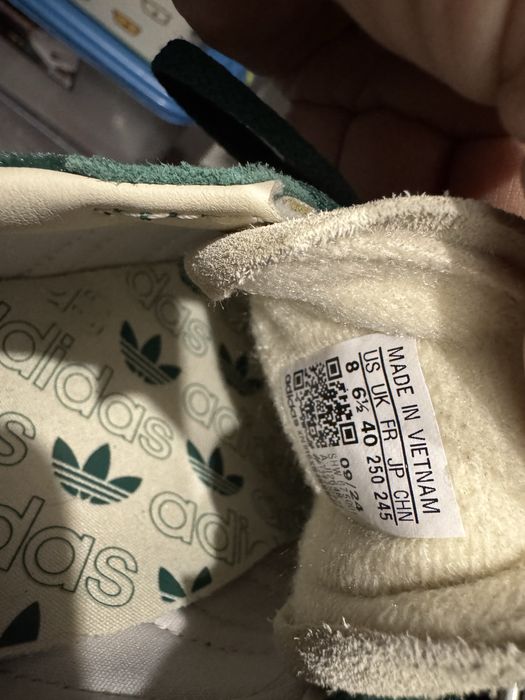 MADE IN VIETNAM
US UK FR JP CHN
8 6½ 40 250 245
09/24
adidas
adidas
adidas
adidas
adidas